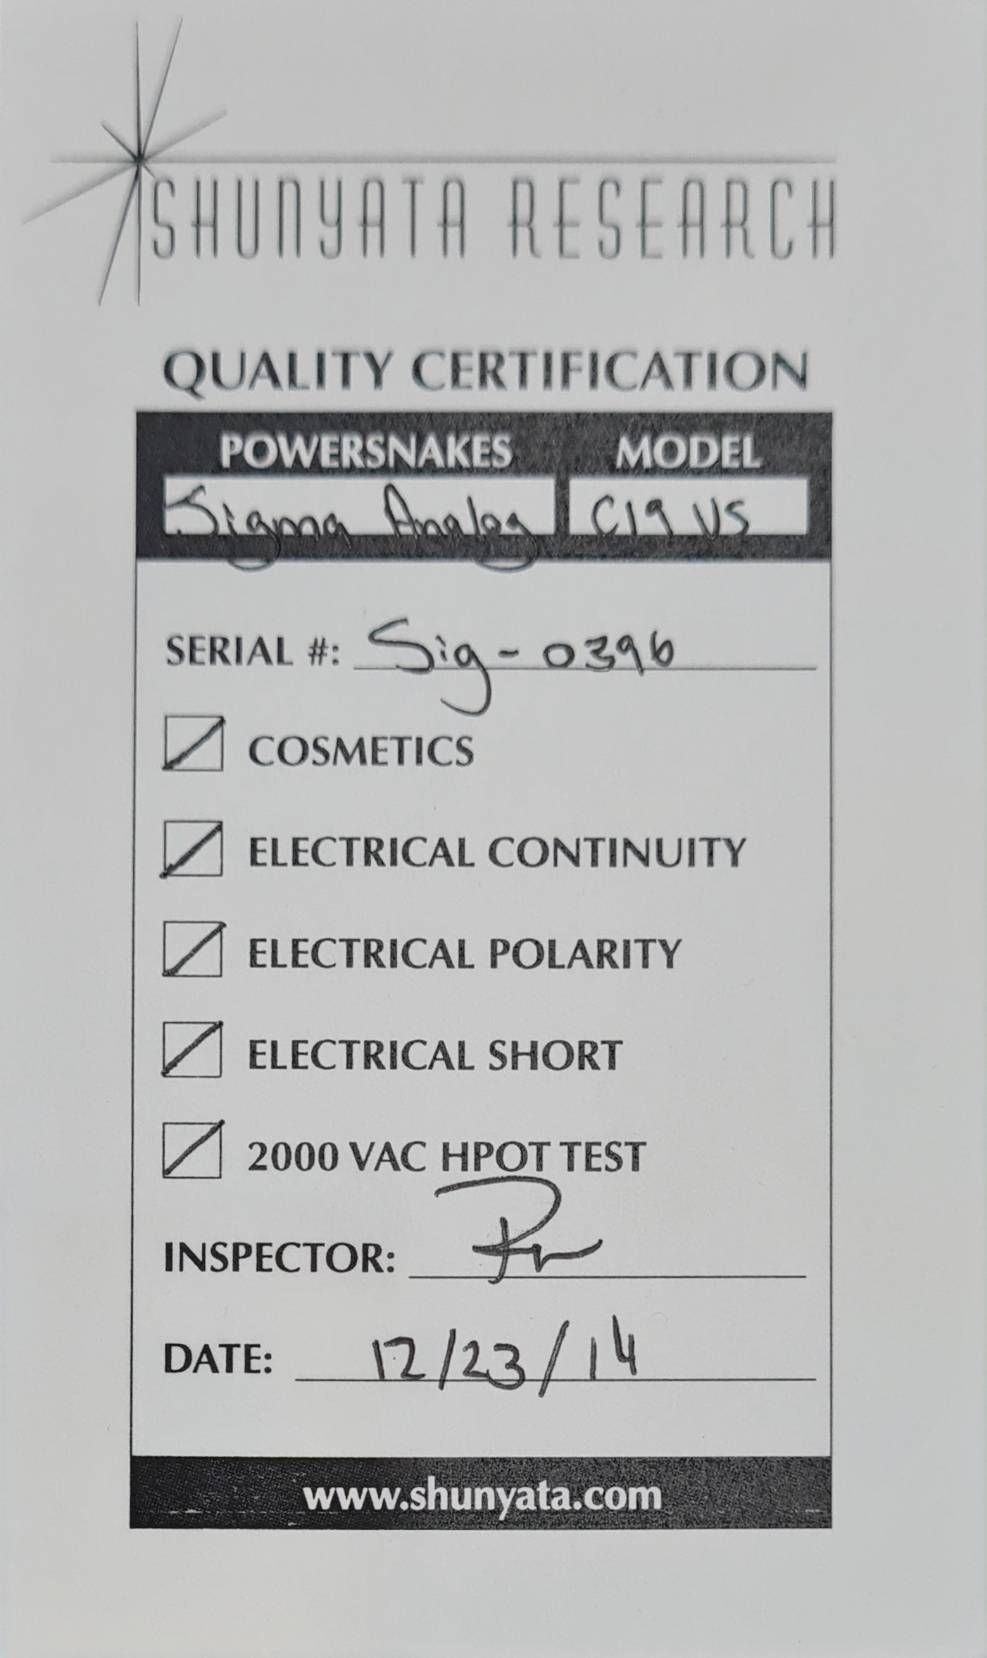 SHUNYATA RESEARCH
QUALITY CERTIFICATION
POWERSNAKES MODEL
Sigma Analog C19 US
SERIAL #: Sig-0396
COSMETICS
ELECTRICAL CONTINUITY
ELECTRICAL POLARITY
ELECTRICAL SHORT
2000 VAC HPOT TEST
INSPECTOR:
DATE: 12/23/14
www.shunyata.com